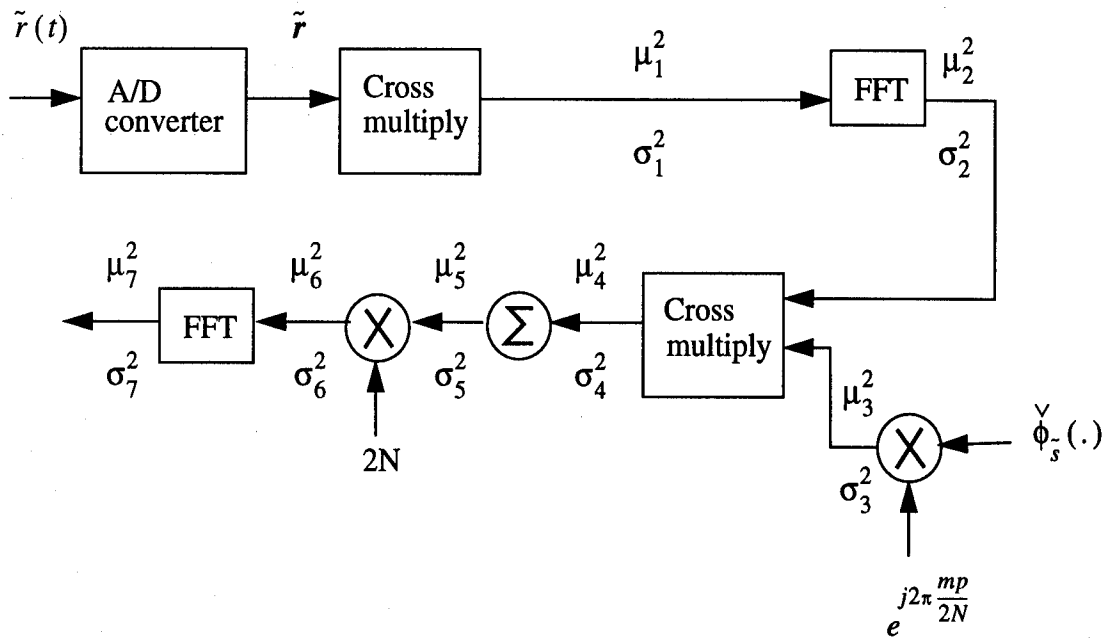 r̃(t)
r̃
A/D
converter
Cross
multiply
μ₁²
σ₁²
FFT
μ₂²
σ₂²
μ₇²
σ₇²
FFT
μ₆²
σ₆²
X
2N
μ₅²
σ₅²
Σ
μ₄²
σ₄²
Cross
multiply
μ₃²
σ₃²
X
φ̌_s̃(.)
e^{j2π mp/2N}